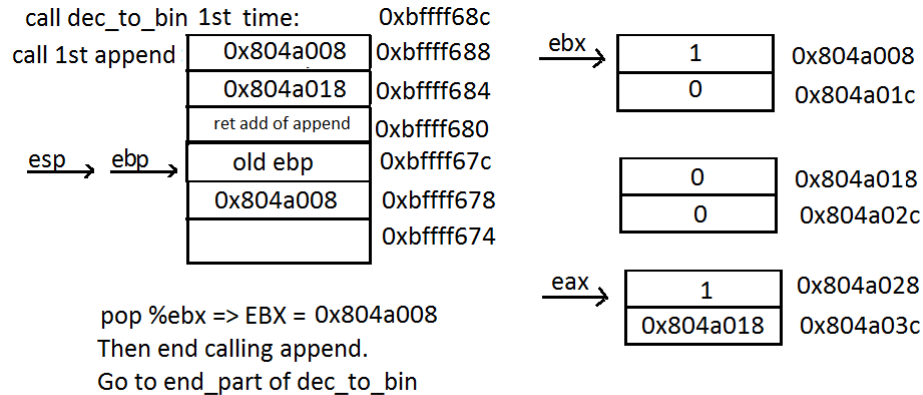 call dec_to_bin 1st time: 0xbffff68c
call 1st append 0x804a008 0xbffff688
0x804a018 0xbffff684
ret add of append 0xbffff680
esp ebp old ebp 0xbffff67c
0x804a008 0xbffff678
0xbffff674
ebx 1 0x804a008
0 0x804a01c
0 0x804a018
0 0x804a02c
eax 1 0x804a028
0x804a018 0x804a03c
pop %ebx => EBX = 0x804a008
Then end calling append.
Go to end_part of dec_to_bin